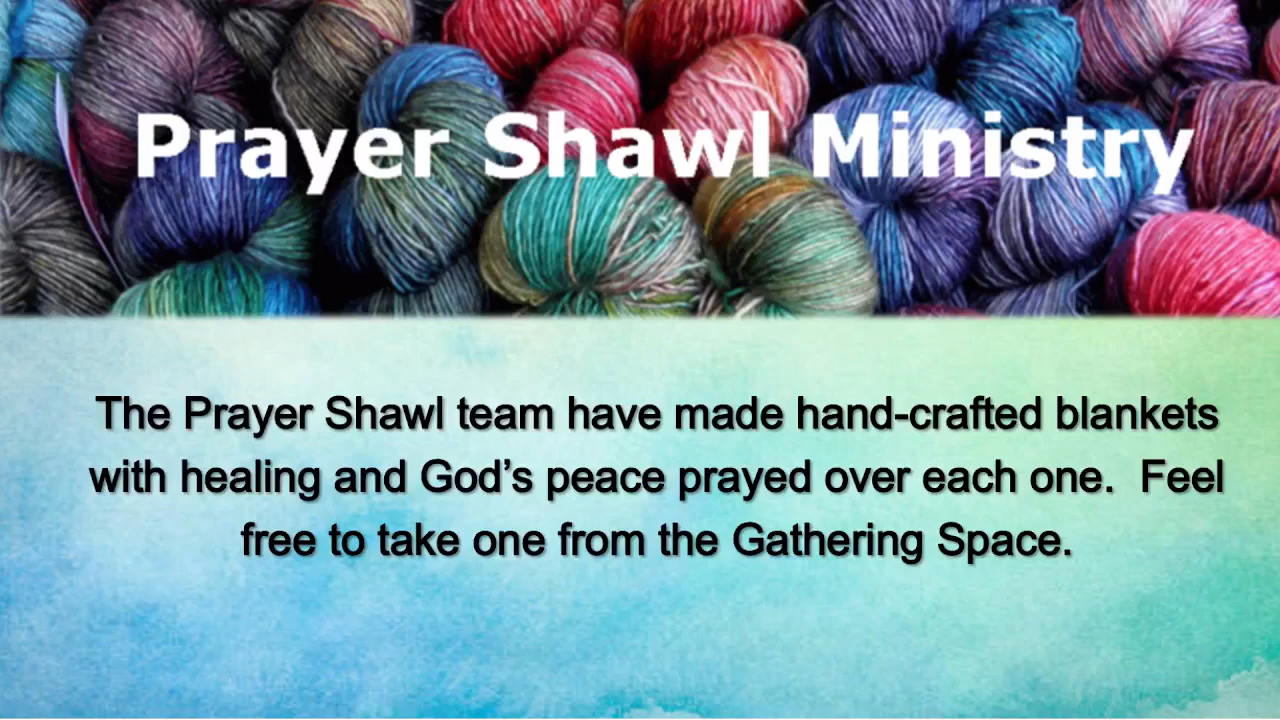 Prayer Shawl Ministry
The Prayer Shawl team have made hand-crafted blankets
with healing and God’s peace prayed over each one.  Feel
free to take one from the Gathering Space.